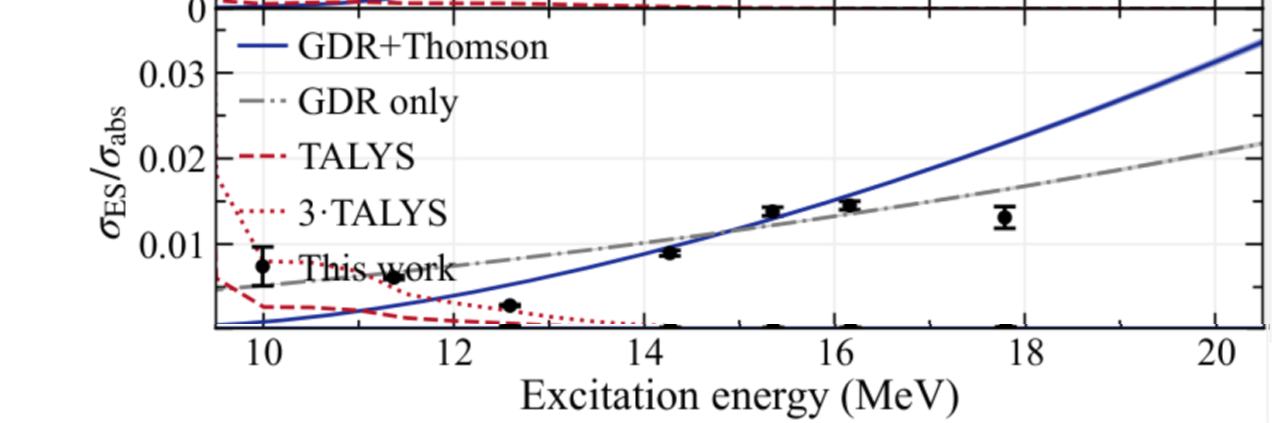 0
GDR+Thomson
0.03
GDR only
0.02
TALYS
3·TALYS
0.01
This work
σES/σabs
10 12 14 16 18 20
Excitation energy (MeV)